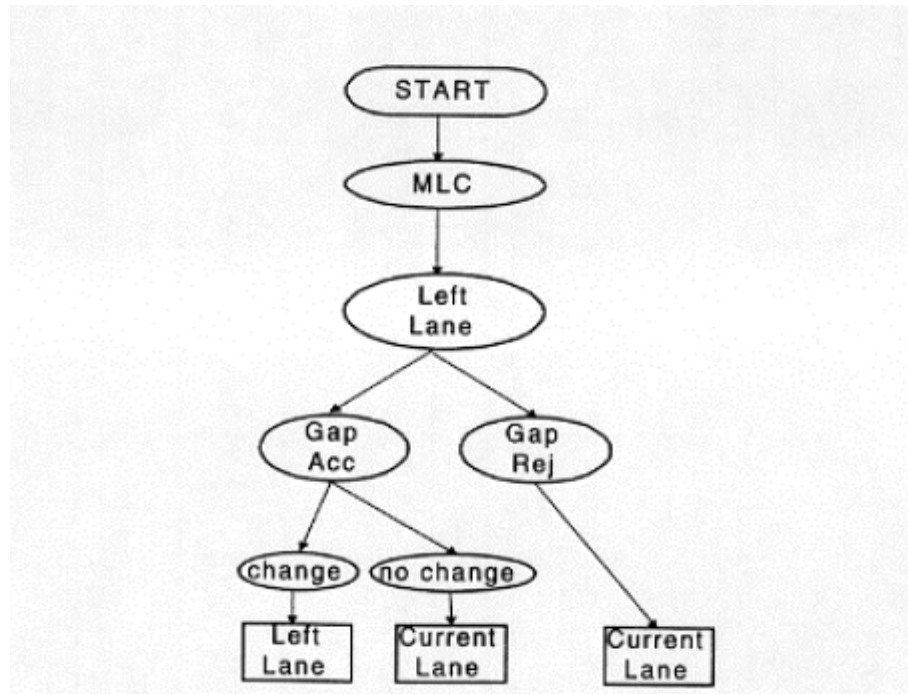 START
MLC
Left
Lane
Gap
Acc
Gap
Rej
change
no change
Left
Lane
Current
Lane
Current
Lane